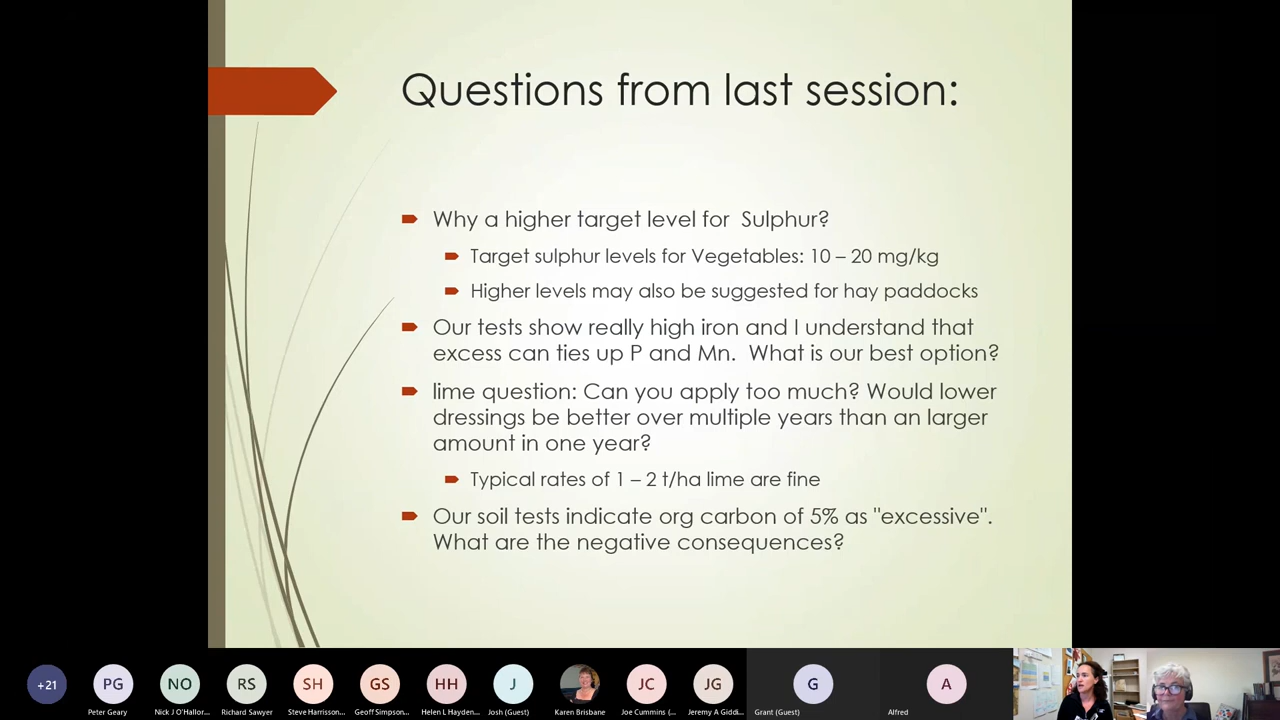 Questions from last session:
Why a higher target level for Sulphur?
Target sulphur levels for Vegetables: 10 – 20 mg/kg
Higher levels may also be suggested for hay paddocks
Our tests show really high iron and I understand that
excess can ties up P and Mn. What is our best option?
lime question: Can you apply too much? Would lower
dressings be better over multiple years than an larger
amount in one year?
Typical rates of 1 – 2 t/ha lime are fine
Our soil tests indicate org carbon of 5% as "excessive".
What are the negative consequences?
+21 PG NO RS SH GS HH J JC JG G A
Peter Geary Nick J O'Hallor... Richard Sawyer Steve Harrisson... Geoff Simpson... Helen L Hayden... Josh (Guest) Karen Brisbane Joe Cummins (... Jeremy A Giddi... Grant (Guest) Alfred